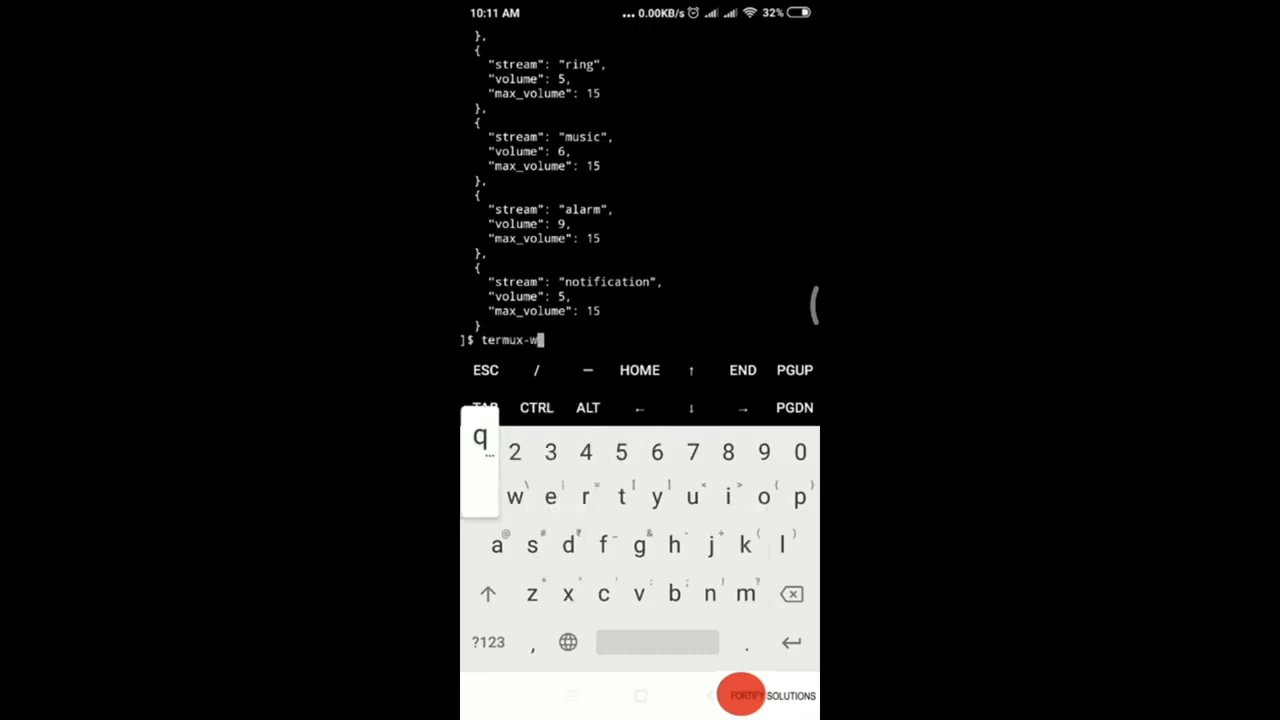 10:11 AM
... 0.00KB/s 32%
},
{
"stream": "ring",
"volume": 5,
"max_volume": 15
},
{
"stream": "music",
"volume": 6,
"max_volume": 15
},
{
"stream": "alarm",
"volume": 9,
"max_volume": 15
},
{
"stream": "notification",
"volume": 5,
"max_volume": 15
}
]$ termux-w
ESC / — HOME ↑ END PGUP
TAB CTRL ALT ← ↓ → PGDN
q...
2 3 4 5 6 7 8 9 0
w \ e | r = t [ y ] u < i > o { p }
a @ s # d ₹ f _ g & h - j + k ( l )
z * x " c ' v : b ; n ! m ?
?123 , .
FORTIFY SOLUTIONS